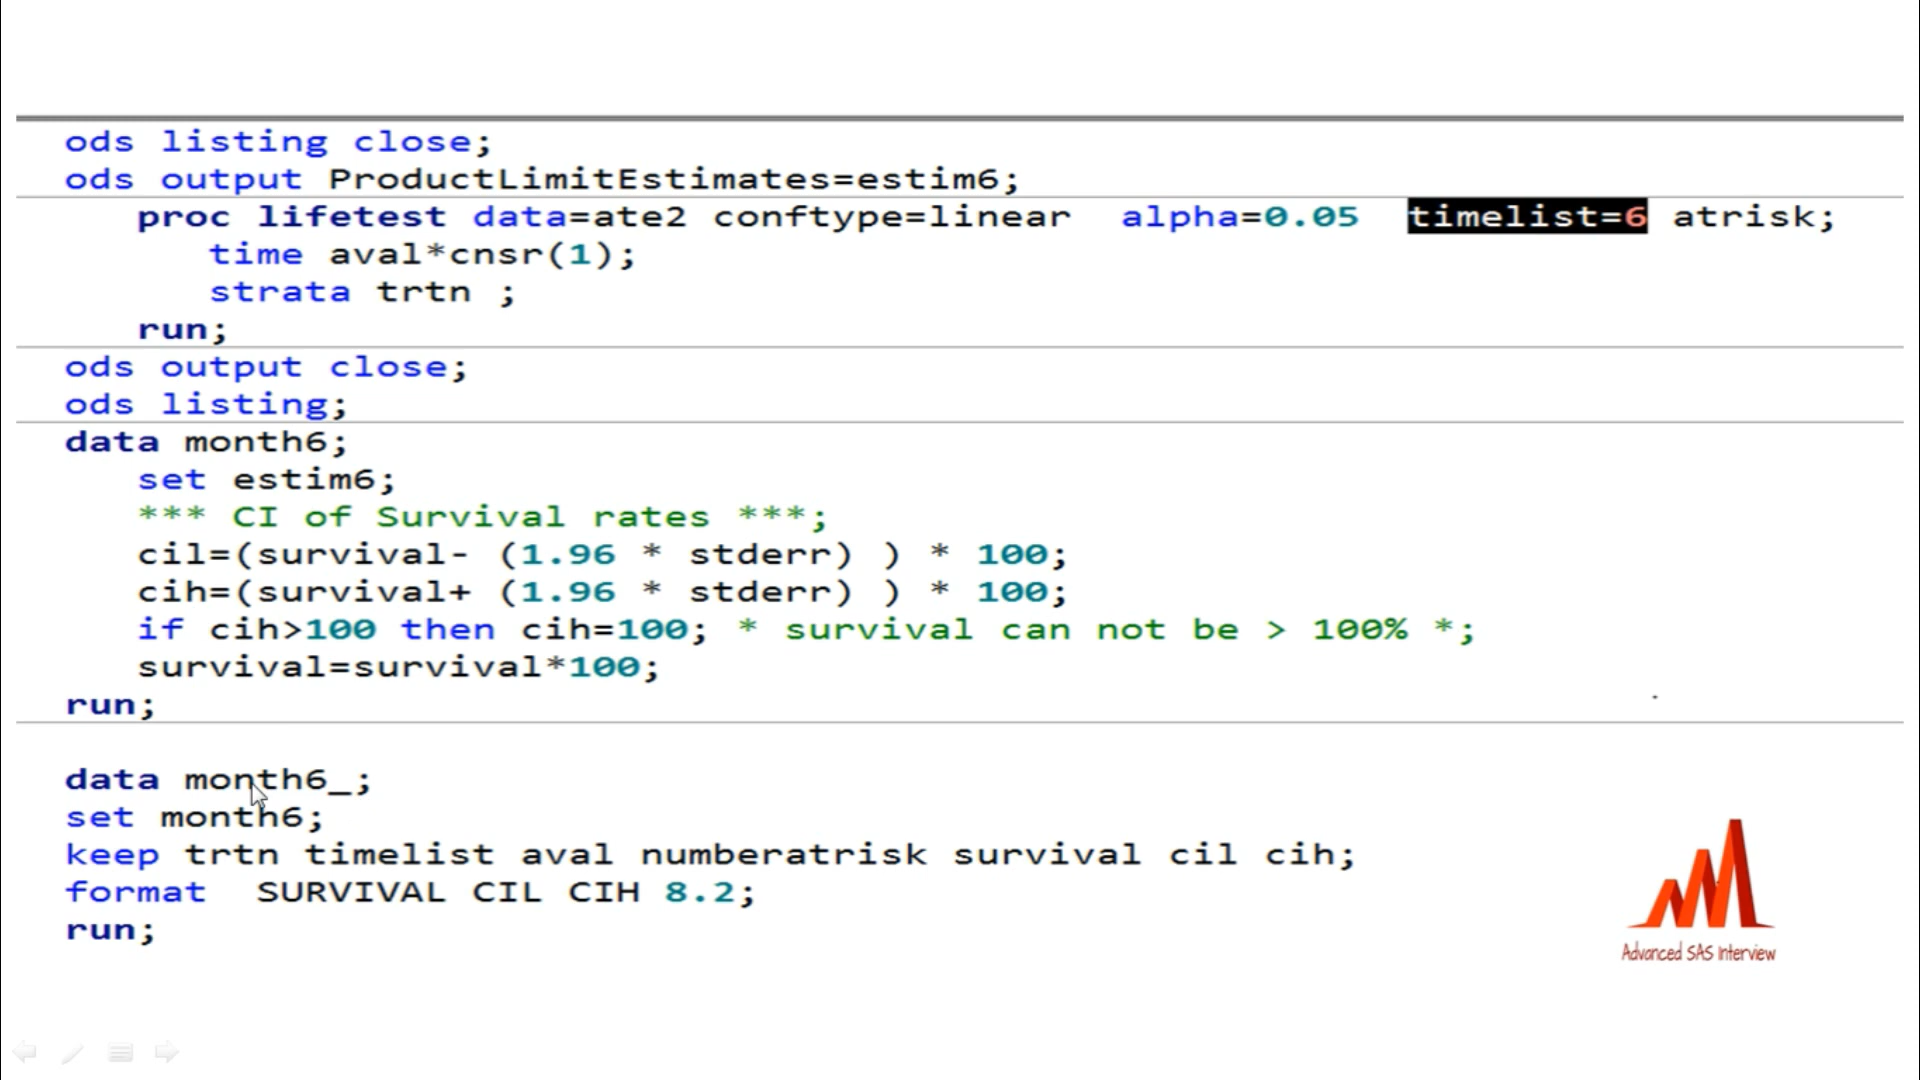 ods listing close;
ods output ProductLimitEstimates=estim6;
proc lifetest data=ate2 conftype=linear alpha=0.05 timelist=6 atrisk;
time aval*cnsr(1);
strata trtn ;
run;
ods output close;
ods listing;
data month6;
set estim6;
*** CI of Survival rates ***;
cil=(survival- (1.96 * stderr) ) * 100;
cih=(survival+ (1.96 * stderr) ) * 100;
if cih>100 then cih=100; * survival can not be > 100% *;
survival=survival*100;
run;
data month6_;
set month6;
keep trtn timelist aval numberatrisk survival cil cih;
format SURVIVAL CIL CIH 8.2;
run;
Advanced SAS Interview